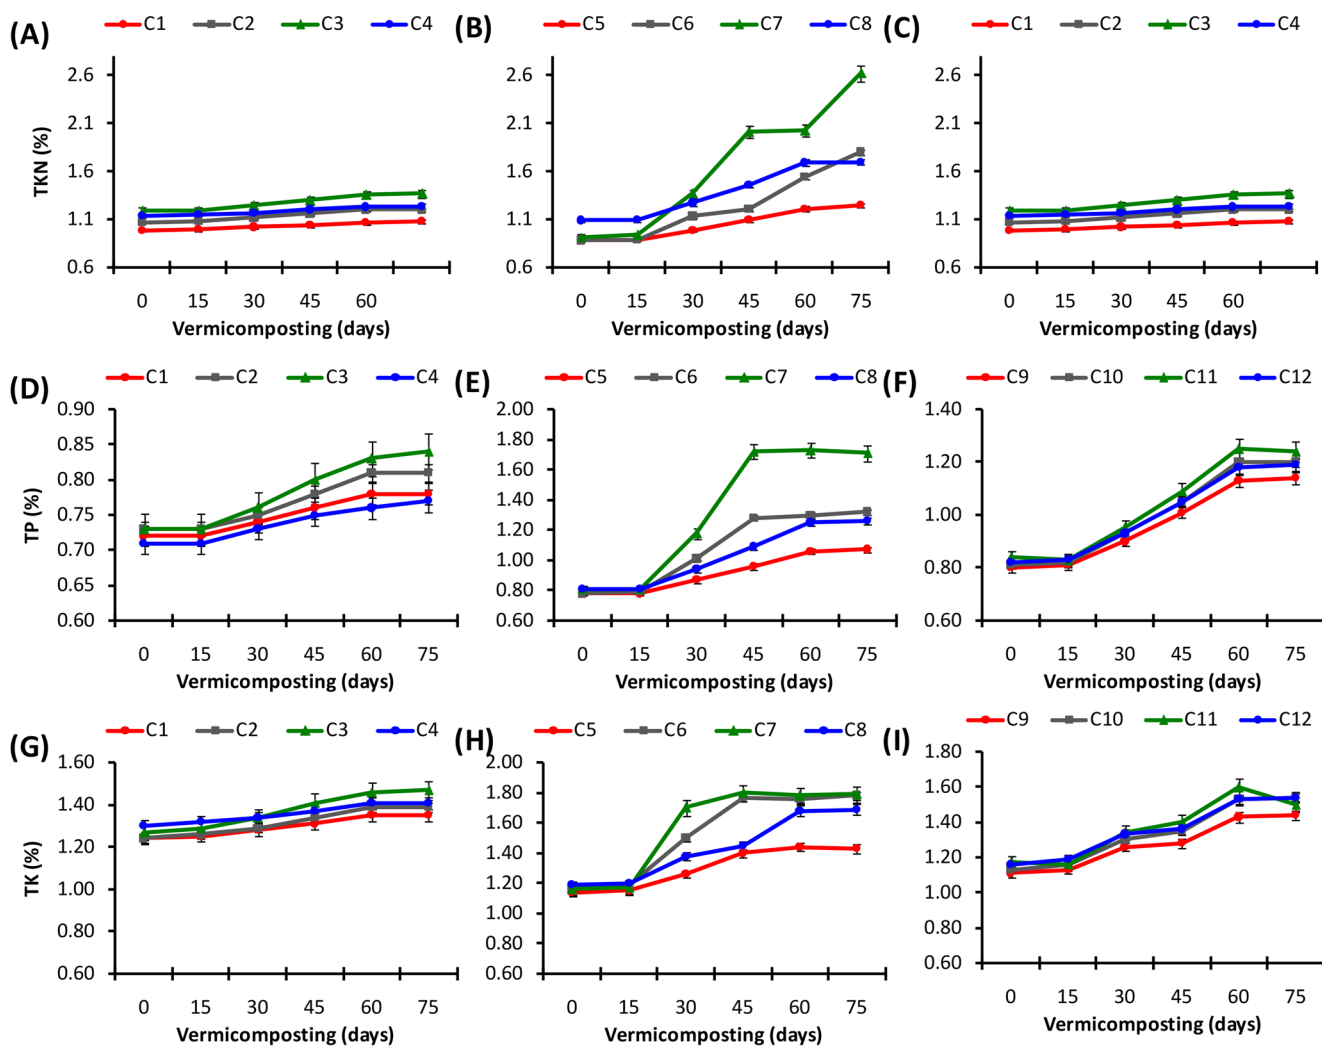 (A) C1 C2 C3 C4
TKN (%)
2.6
2.1
1.6
1.1
0.6
0 15 30 45 60
Vermicomposting (days)
(B) C5 C6 C7 C8
2.6
2.1
1.6
1.1
0.6
0 15 30 45 60 75
Vermicomposting (days)
(C) C1 C2 C3 C4
2.6
2.1
1.6
1.1
0.6
0 15 30 45 60
Vermicomposting (days)
(D) C1 C2 C3 C4
TP (%)
0.90
0.85
0.80
0.75
0.70
0.65
0.60
0 15 30 45 60 75
Vermicomposting (days)
(E) C5 C6 C7 C8
2.00
1.80
1.60
1.40
1.20
1.00
0.80
0.60
0 15 30 45 60 75
Vermicomposting (days)
(F) C9 C10 C11 C12
1.40
1.20
1.00
0.80
0.60
0 15 30 45 60 75
Vermicomposting (days)
(G) C1 C2 C3 C4
TK (%)
1.60
1.40
1.20
1.00
0.80
0.60
0 15 30 45 60 75
Vermicomposting (days)
(H) C5 C6 C7 C8
2.00
1.80
1.60
1.40
1.20
1.00
0.80
0.60
0 15 30 45 60 75
Vermicomposting (days)
(I) C9 C10 C11 C12
1.80
1.60
1.40
1.20
1.00
0.80
0.60
0 15 30 45 60 75
Vermicomposting (days)